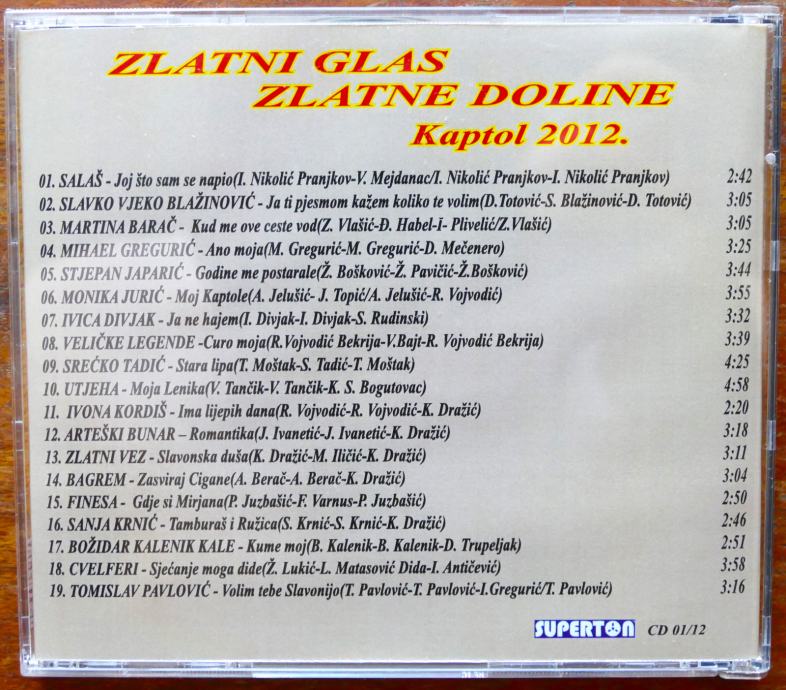 ZLATNI GLAS
ZLATNE DOLINE
Kaptol 2012.
01. SALAŠ - Joj što sam se napio(I. Nikolić Pranjkov-V. Mejdanac/I. Nikolić Pranjkov-I. Nikolić Pranjkov) 2:42
02. SLAVKO VJEKO BLAŽINOVIĆ - Ja ti pjesmom kažem koliko te volim(D.Totović-S. Blažinović-D. Totović) 3:05
03. MARTINA BARAČ - Kud me ove ceste vod(Z. Vlašić-Đ. Habel-I- Plivelić/Z.Vlašić) 3:05
04. MIHAEL GREGURIĆ - Ano moja(M. Gregurić-M. Gregurić-D. Mečenero) 3:25
05. STJEPAN JAPARIĆ - Godine me postarale(Ž. Bošković-Ž. Pavičić-Ž.Bošković) 3:44
06. MONIKA JURIĆ - Moj Kaptole(A. Jelušić- J. Topić/A. Jelušić-R. Vojvodić) 3:55
07. IVICA DIVJAK - Ja ne hajem(I. Divjak-I. Divjak-S. Rudinski) 3:32
08. VELIČKE LEGENDE -Curo moja(R.Vojvodić Bekrija-V.Bajt-R. Vojvodić Bekrija) 3:39
09. SREĆKO TADIĆ - Stara lipa(T. Moštak-S. Tadić-T. Moštak) 4:25
10. UTJEHA - Moja Lenika(V. Tančik-V. Tančik-K. S. Bogutovac) 4:58
11. IVONA KORDIŠ - Ima lijepih dana(R. Vojvodić-R. Vojvodić-K. Dražić) 2:20
12. ARTEŠKI BUNAR – Romantika(J. Ivanetić-J. Ivanetić-K. Dražić) 3:18
13. ZLATNI VEZ - Slavonska duša(K. Dražić-M. Iličić-K. Dražić) 3:11
14. BAGREM - Zasviraj Cigane(A. Berać-A. Berać-K. Dražić) 3:04
15. FINESA - Gdje si Mirjana(P. Juzbašić-F. Varnus-P. Juzbašić) 2:50
16. SANJA KRNIĆ - Tamburaš i Ružica(S. Krnić-S. Krnić-K. Dražić) 2:46
17. BOŽIDAR KALENIK KALE - Kume moj(B. Kalenik-B. Kalenik-D. Trupeljak) 2:51
18. CVELFERI - Sjećanje moga dide(Ž. Lukić-L. Matasović Dida-I. Antičević) 3:58
19. TOMISLAV PAVLOVIĆ - Volim tebe Slavonijo(T. Pavlović-T. Pavlović-I.Gregurić/T. Pavlović) 3:16
SUPERTON CD 01/12